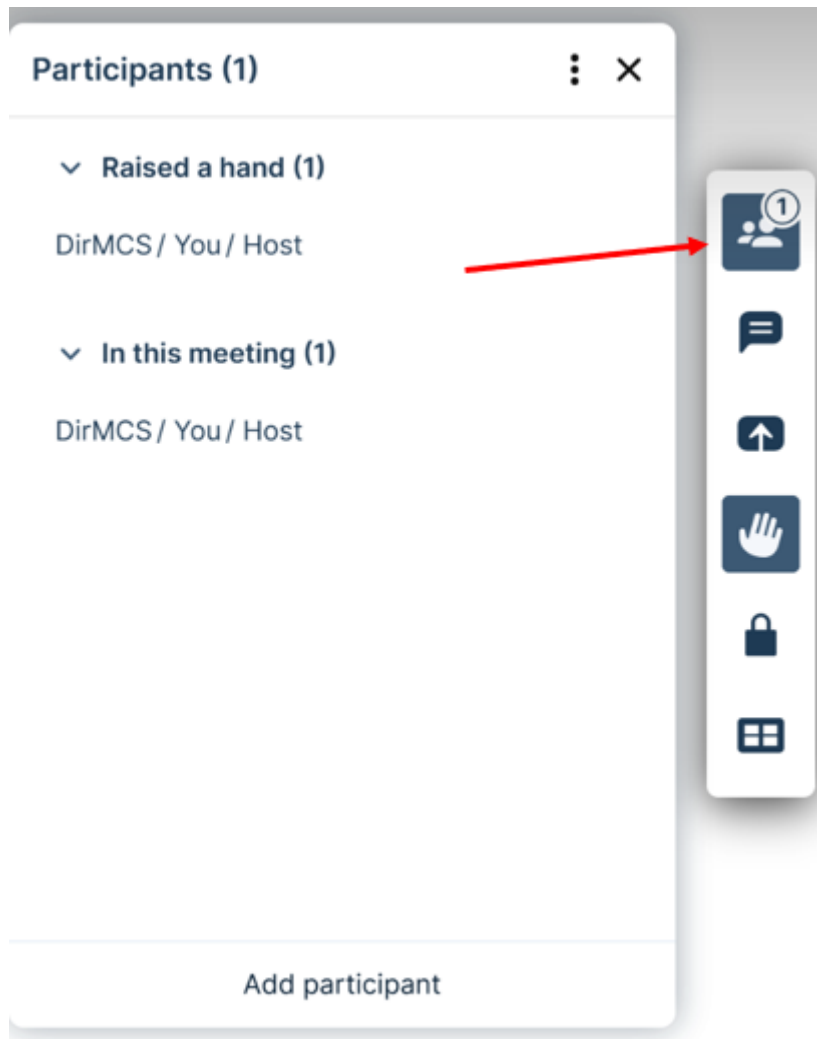 Participants (1)
Raised a hand (1)
DirMCS / You / Host
In this meeting (1)
DirMCS / You / Host
Add participant
1